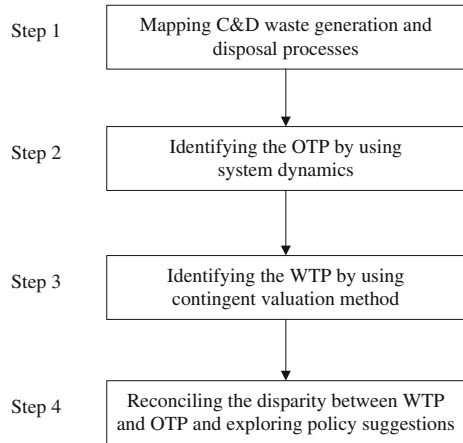 Step 1
Mapping C&D waste generation and
disposal processes
Step 2
Identifying the OTP by using
system dynamics
Step 3
Identifying the WTP by using
contingent valuation method
Step 4
Reconciling the disparity between WTP
and OTP and exploring policy suggestions